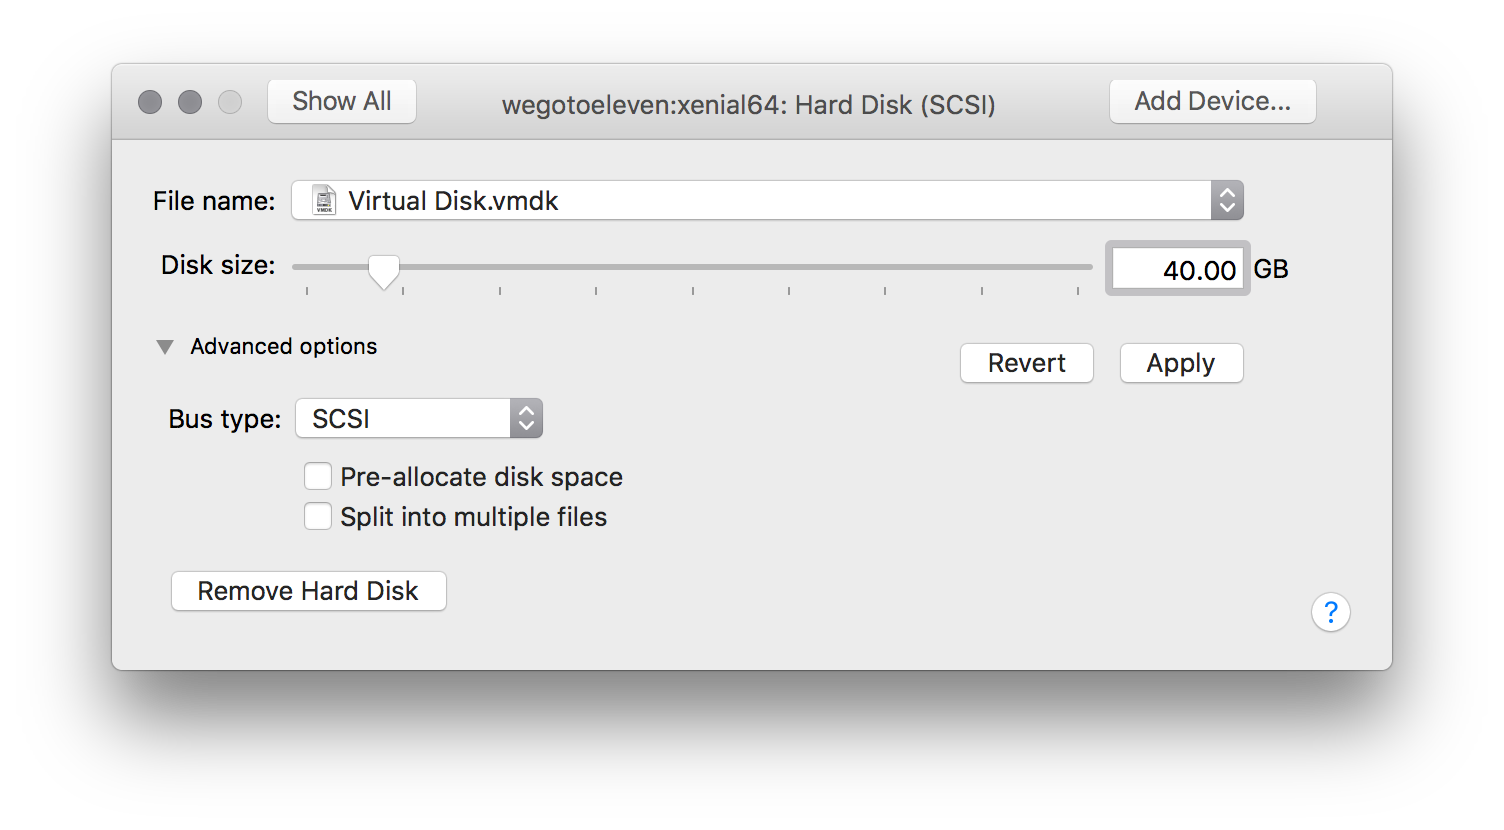 Show All
wegotoeleven:xenial64: Hard Disk (SCSI)
Add Device...
File name:
VMDK
Virtual Disk.vmdk
Disk size:
40.00
GB
Advanced options
Revert
Apply
Bus type:
SCSI
Pre-allocate disk space
Split into multiple files
Remove Hard Disk
?